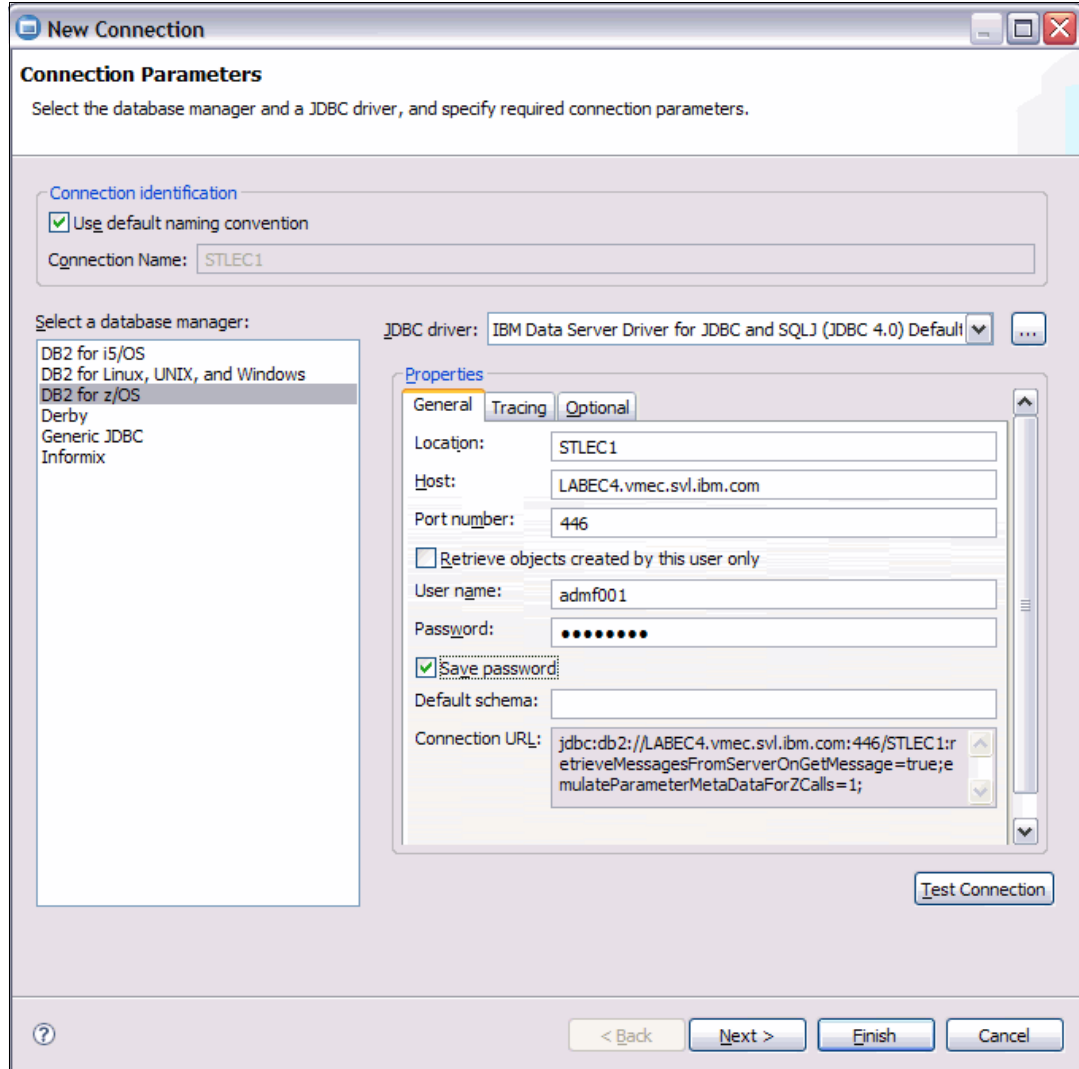 New Connection
Connection Parameters
Select the database manager and a JDBC driver, and specify required connection parameters.
Connection identification
Use default naming convention
Connection Name: STLEC1
Select a database manager:
DB2 for i5/OS
DB2 for Linux, UNIX, and Windows
DB2 for z/OS
Derby
Generic JDBC
Informix
JDBC driver: IBM Data Server Driver for JDBC and SQLJ (JDBC 4.0) Default
...
Properties
General Tracing Optional
Location: STLEC1
Host: LABEC4.vmec.svl.ibm.com
Port number: 446
Retrieve objects created by this user only
User name: admf001
Password: ●●●●●●●●
Save password
Default schema:
Connection URL: jdbc:db2://LABEC4.vmec.svl.ibm.com:446/STLEC1:r
etrieveMessagesFromServerOnGetMessage=true;e
mulateParameterMetaDataForZCalls=1;
Test Connection
?
< Back Next > Finish Cancel